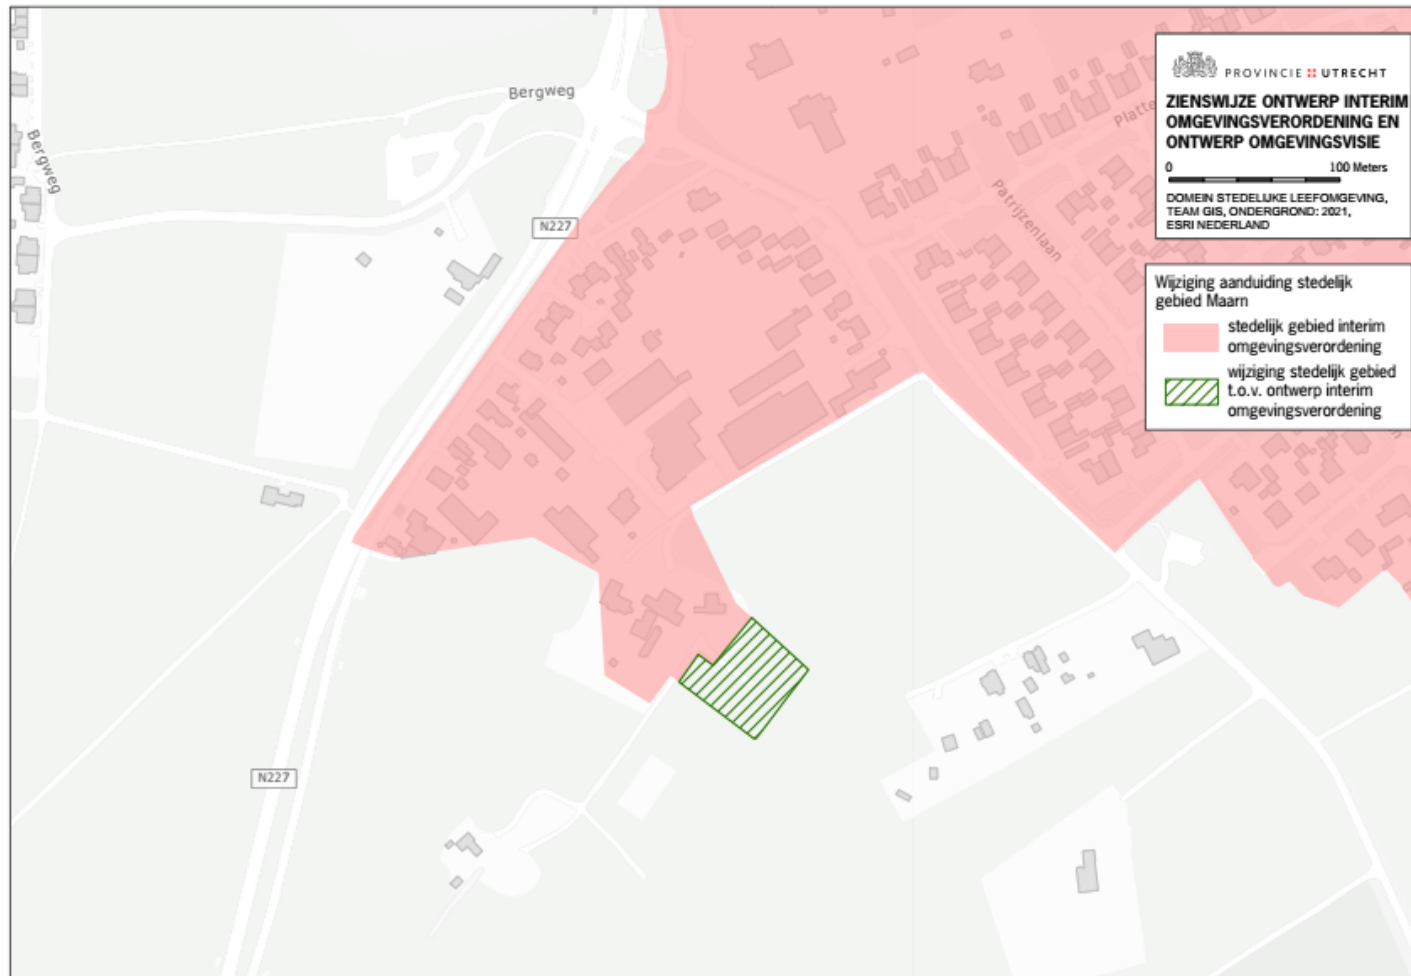 Bergweg
Bergweg
N227
Patrijzenlaan
N227
PROVINCIE UTRECHT
ZIENSWIJZE ONTWERP INTERIM
OMGEVINGSVERORDENING EN
ONTWERP OMGEVINGSVISIE
0 100 Meters
DOMEIN STEDELIJKE LEEFOMGEVING,
TEAM GIS, ONDERGROND: 2021,
ESRI NEDERLAND
Wijziging aanduiding stedelijk
gebied Maarn
stedelijk gebied interim
omgevingsverordening
wijziging stedelijk gebied
t.o.v. ontwerp interim
omgevingsverordening